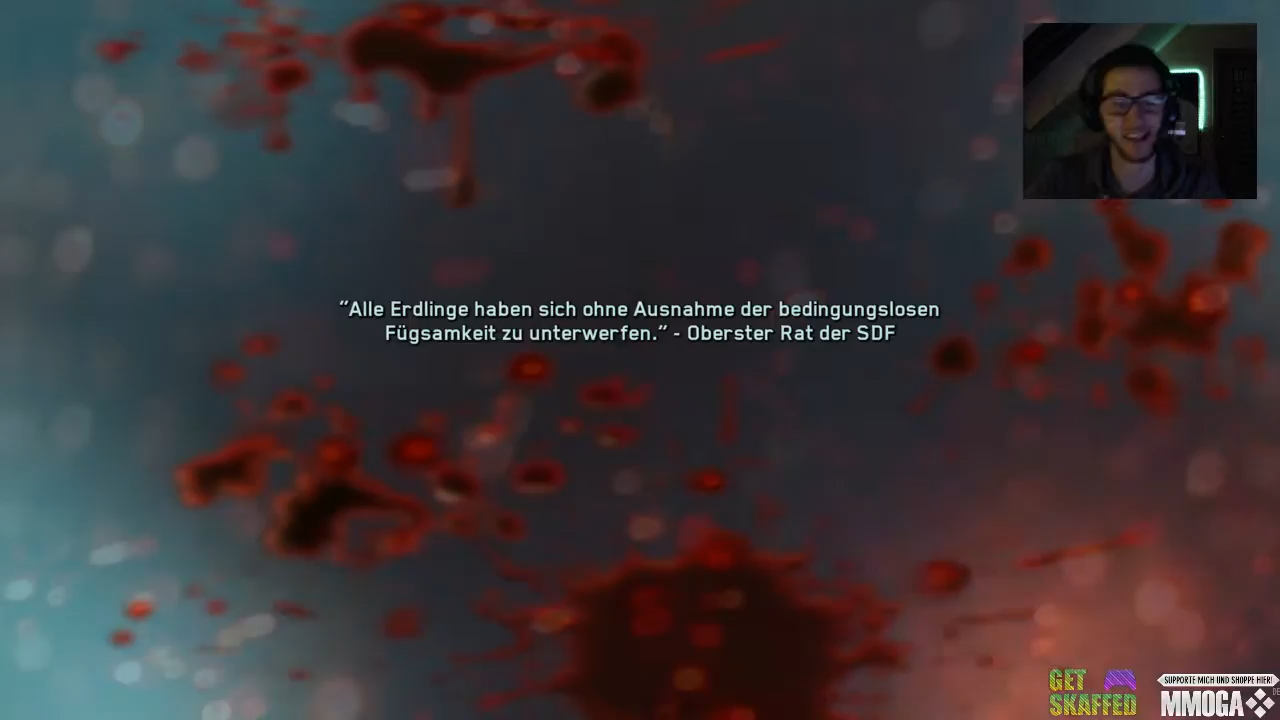 “Alle Erdlinge haben sich ohne Ausnahme der bedingungslosen
Fügsamkeit zu unterwerfen.“ - Oberster Rat der SDF
GET
SKAFFED
SUPPORTE MICH UND SHOPPE HIER!
MMOGA
DE